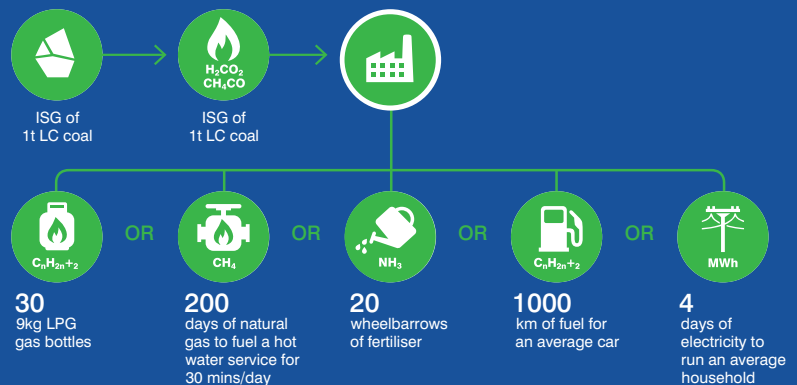 H₂CO₂
CH₄CO
ISG of
1t LC coal
ISG of
1t LC coal
CₙH₂ₙ+₂
OR
CH₄
OR
NH₃
OR
CₙH₂ₙ+₂
OR
MWh
30
9kg LPG
gas bottles
200
days of natural
gas to fuel a hot
water service for
30 mins/day
20
wheelbarrows
of fertiliser
1000
km of fuel for
an average car
4
days of
electricity to
run an average
household